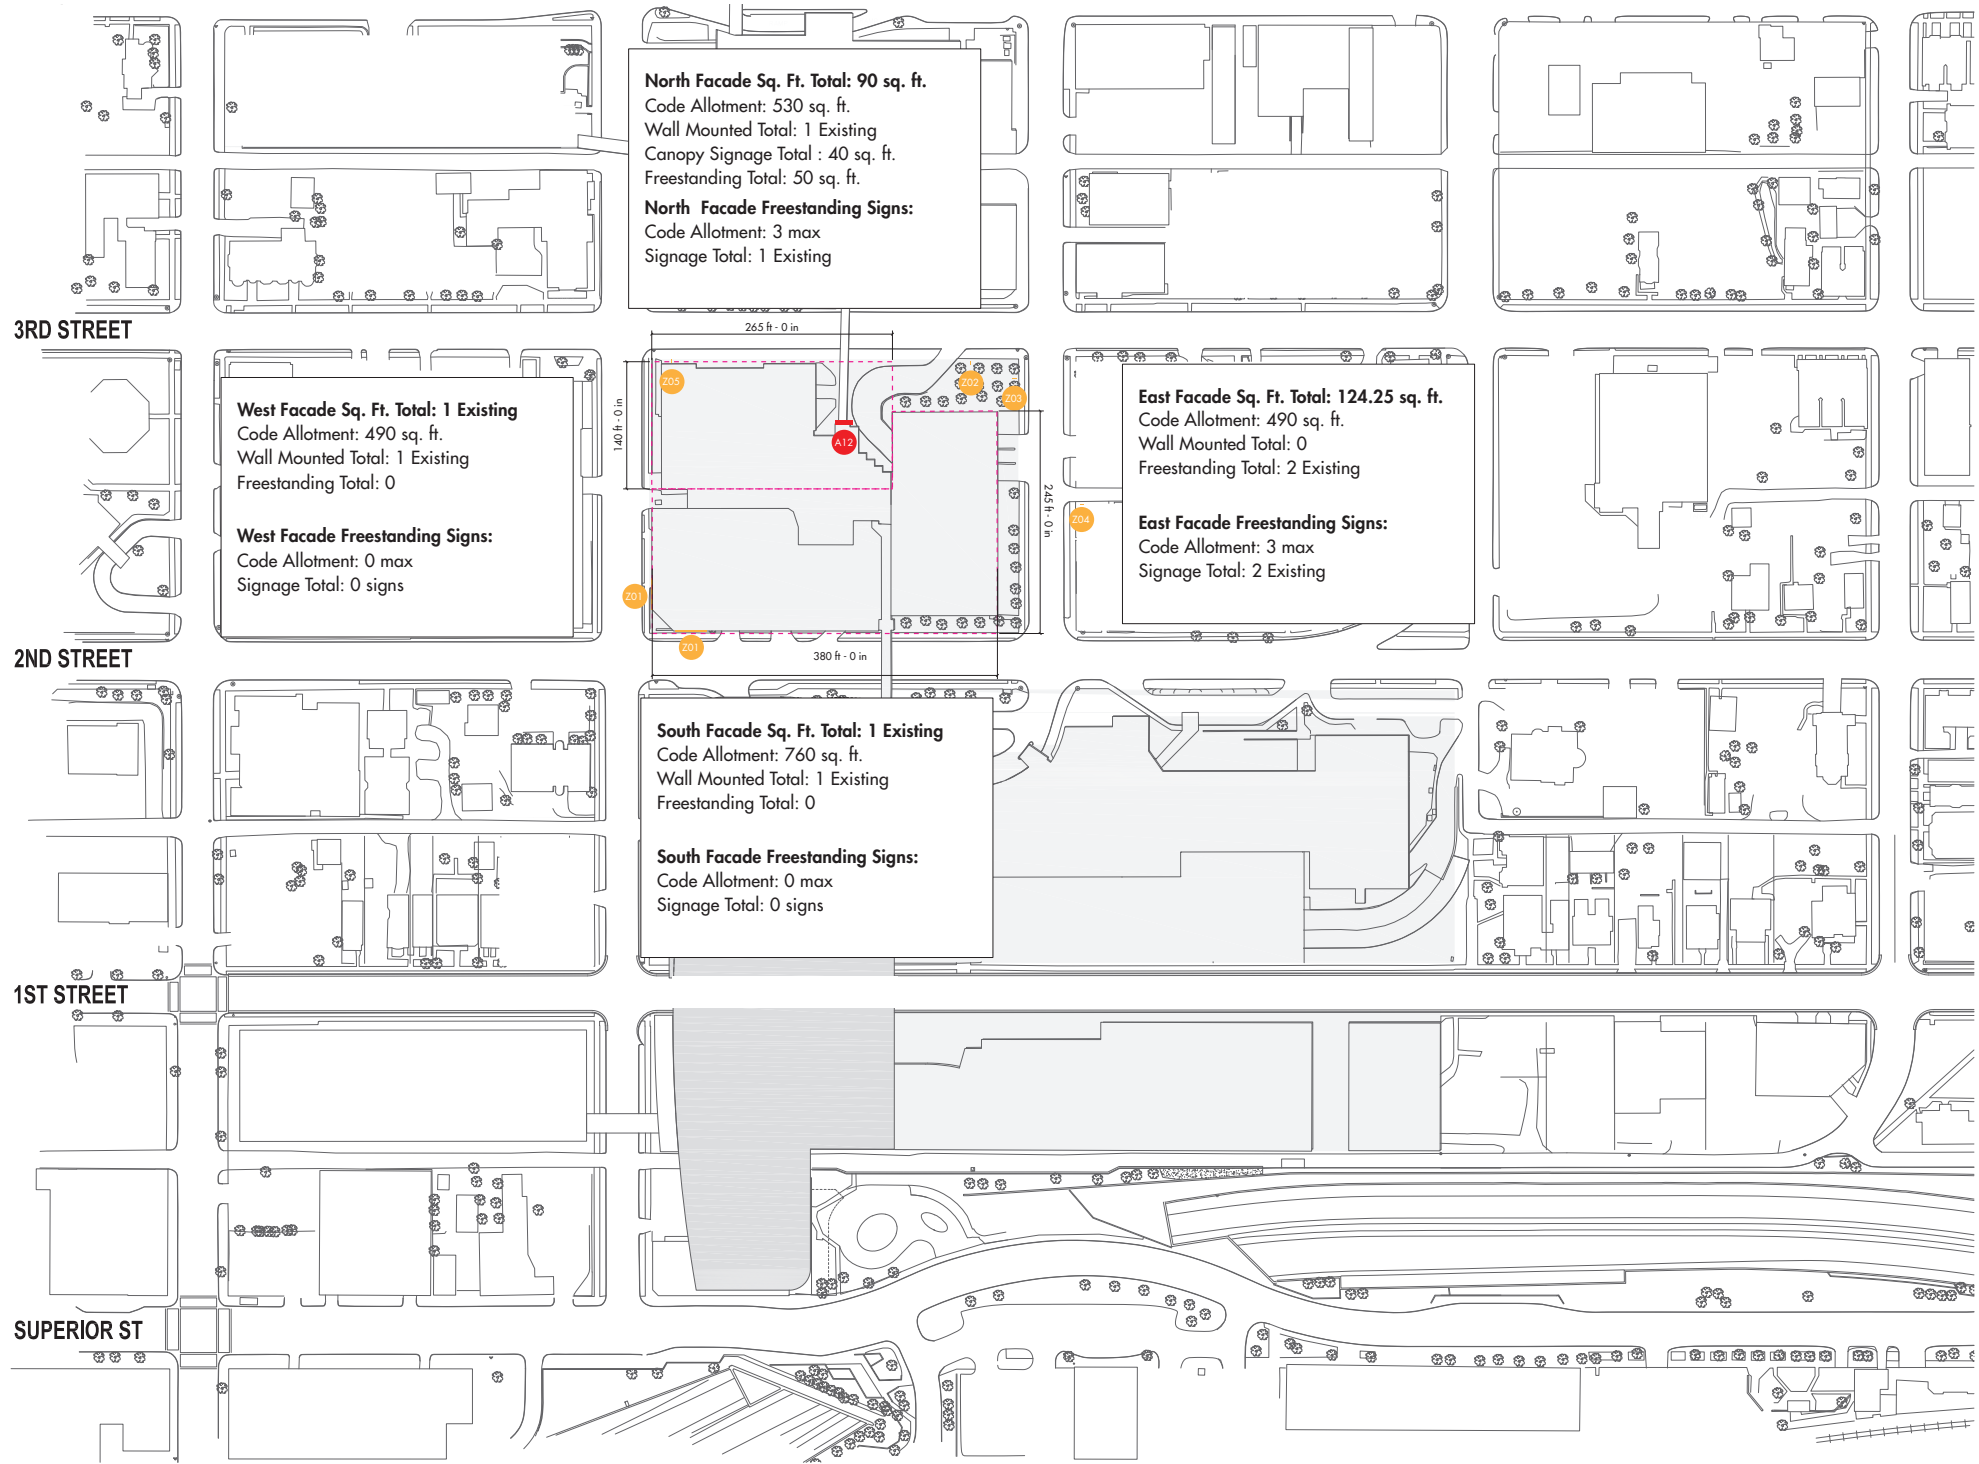 North Facade Sq. Ft. Total: 90 sq. ft.
Code Allotment: 530 sq. ft.
Wall Mounted Total: 1 Existing
Canopy Signage Total : 40 sq. ft.
Freestanding Total: 50 sq. ft.
North Facade Freestanding Signs:
Code Allotment: 3 max
Signage Total: 1 Existing
3RD STREET
265 ft - 0 in
140 ft - 0 in
Z05
Z02
Z03
A12
245 ft - 0 in
Z04
Z01
Z01
380 ft - 0 in
West Facade Sq. Ft. Total: 1 Existing
Code Allotment: 490 sq. ft.
Wall Mounted Total: 1 Existing
Freestanding Total: 0
West Facade Freestanding Signs:
Code Allotment: 0 max
Signage Total: 0 signs
East Facade Sq. Ft. Total: 124.25 sq. ft.
Code Allotment: 490 sq. ft.
Wall Mounted Total: 0
Freestanding Total: 2 Existing
East Facade Freestanding Signs:
Code Allotment: 3 max
Signage Total: 2 Existing
2ND STREET
South Facade Sq. Ft. Total: 1 Existing
Code Allotment: 760 sq. ft.
Wall Mounted Total: 1 Existing
Freestanding Total: 0
South Facade Freestanding Signs:
Code Allotment: 0 max
Signage Total: 0 signs
1ST STREET
SUPERIOR ST